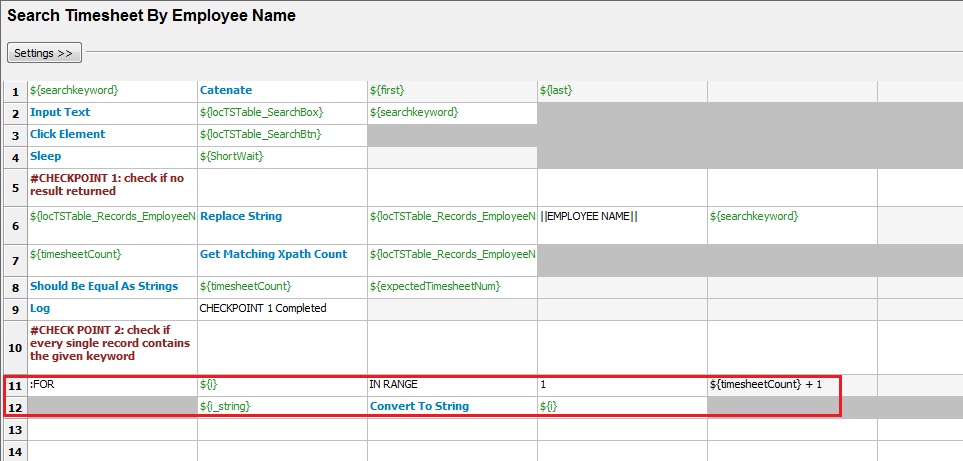 Search Timesheet By Employee Name
Settings >>
1 ${searchkeyword} Catenate ${first} ${last}
2 Input Text ${locTSTable_SearchBox} ${searchkeyword}
3 Click Element ${locTSTable_SearchBtn}
4 Sleep ${ShortWait}
5 #CHECKPOINT 1: check if no
result returned
6 ${locTSTable_Records_EmployeeN Replace String ${locTSTable_Records_EmployeeN ||EMPLOYEE NAME|| ${searchkeyword}
7 ${timesheetCount} Get Matching Xpath Count ${locTSTable_Records_EmployeeN
8 Should Be Equal As Strings ${timesheetCount} ${expectedTimesheetNum}
9 Log CHECKPOINT 1 Completed
10 #CHECK POINT 2: check if
every single record contains
the given keyword
11 :FOR ${i} IN RANGE 1 ${timesheetCount} + 1
12 ${i_string} Convert To String ${i}
13
14